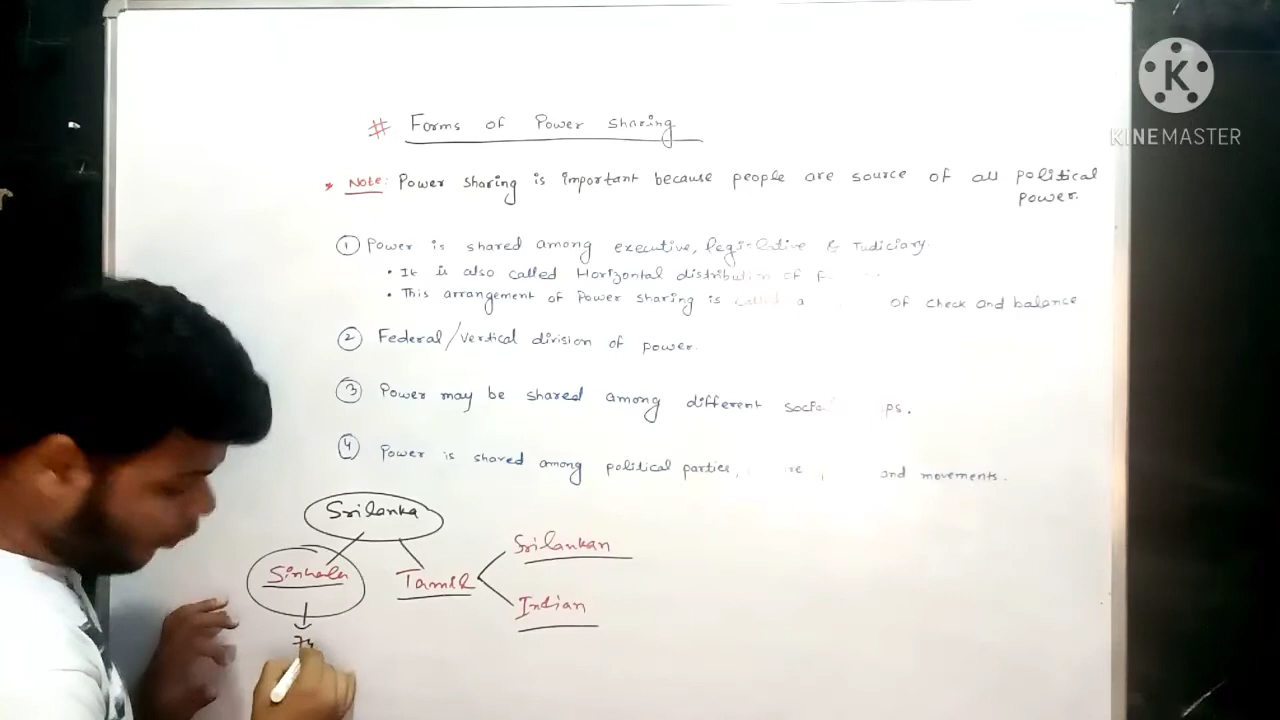 # Forms of Power sharing
* Note: Power sharing is important because people are source of all political
power.
① Power is shared among executive, & Judiciary.
• It is also called Horizontal of
• This arrangement of Power sharing is called a of check and balance
② Federal/vertical division of power.
③ Power may be shared among different
④ Power is shared among political parties, and movements.
Srilanka
Sinhala
Tamil
Srilankan
Indian
74
K
KINEMASTER